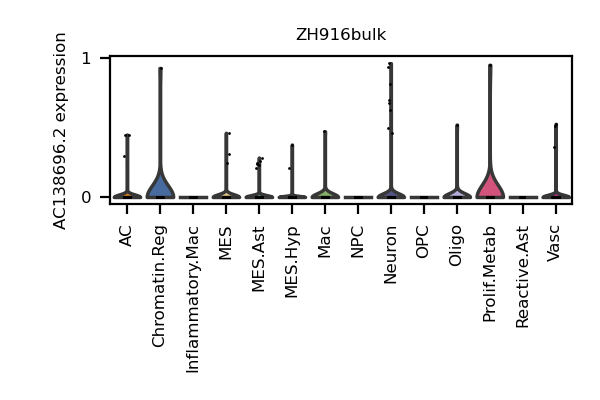 ZH916bulk
AC138696.2 expression
1
0
AC
Chromatin.Reg
Inflammatory.Mac
MES
MES.Ast
MES.Hyp
Mac
NPC
Neuron
OPC
Oligo
Prolif.Metab
Reactive.Ast
Vasc